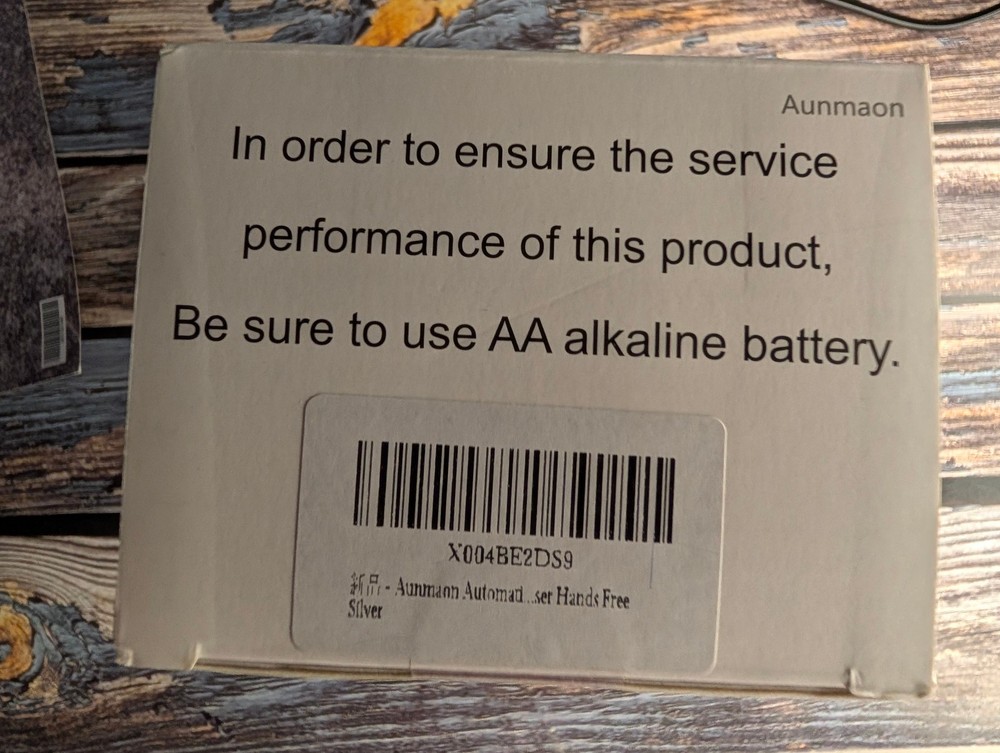 Aunmaon
In order to ensure the service
performance of this product,
Be sure to use AA alkaline battery.
X004BE2DS9
新品 - Aunmaon Automati...ser Hands Free
Silver